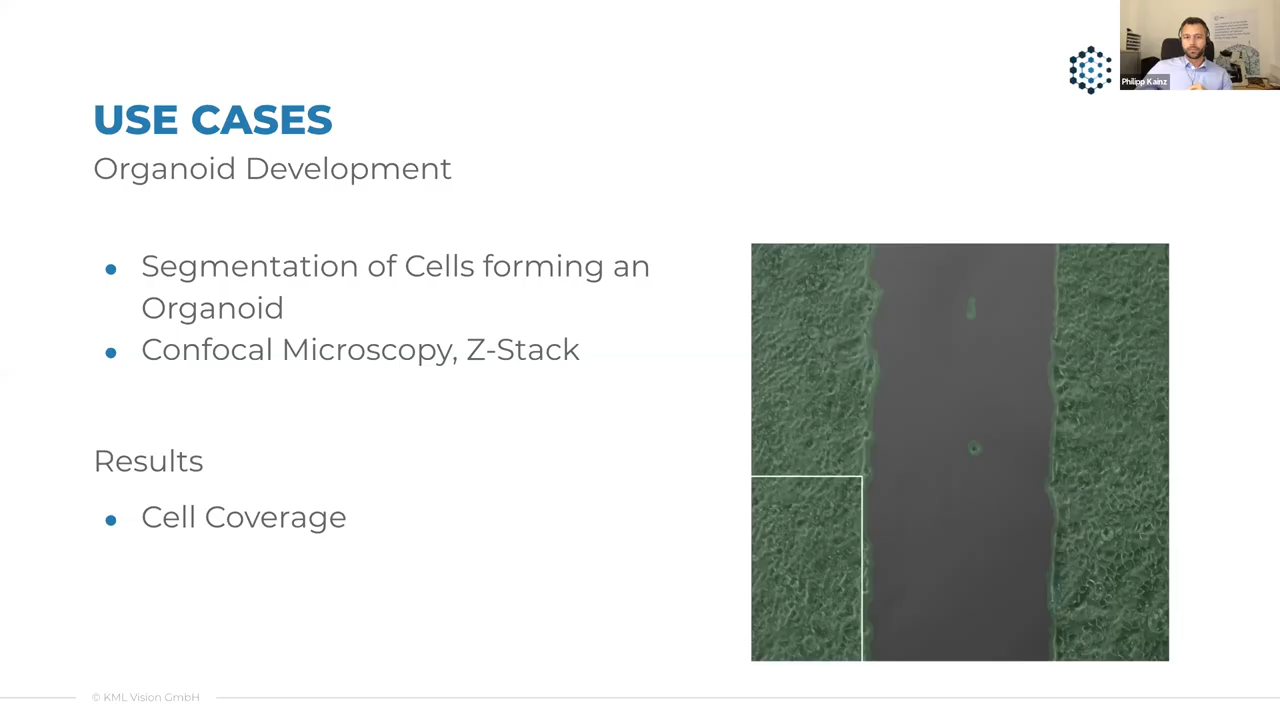 Philipp Kainz
USE CASES
Organoid Development
• Segmentation of Cells forming an
Organoid
• Confocal Microscopy, Z-Stack
Results
• Cell Coverage
© KML Vision GmbH